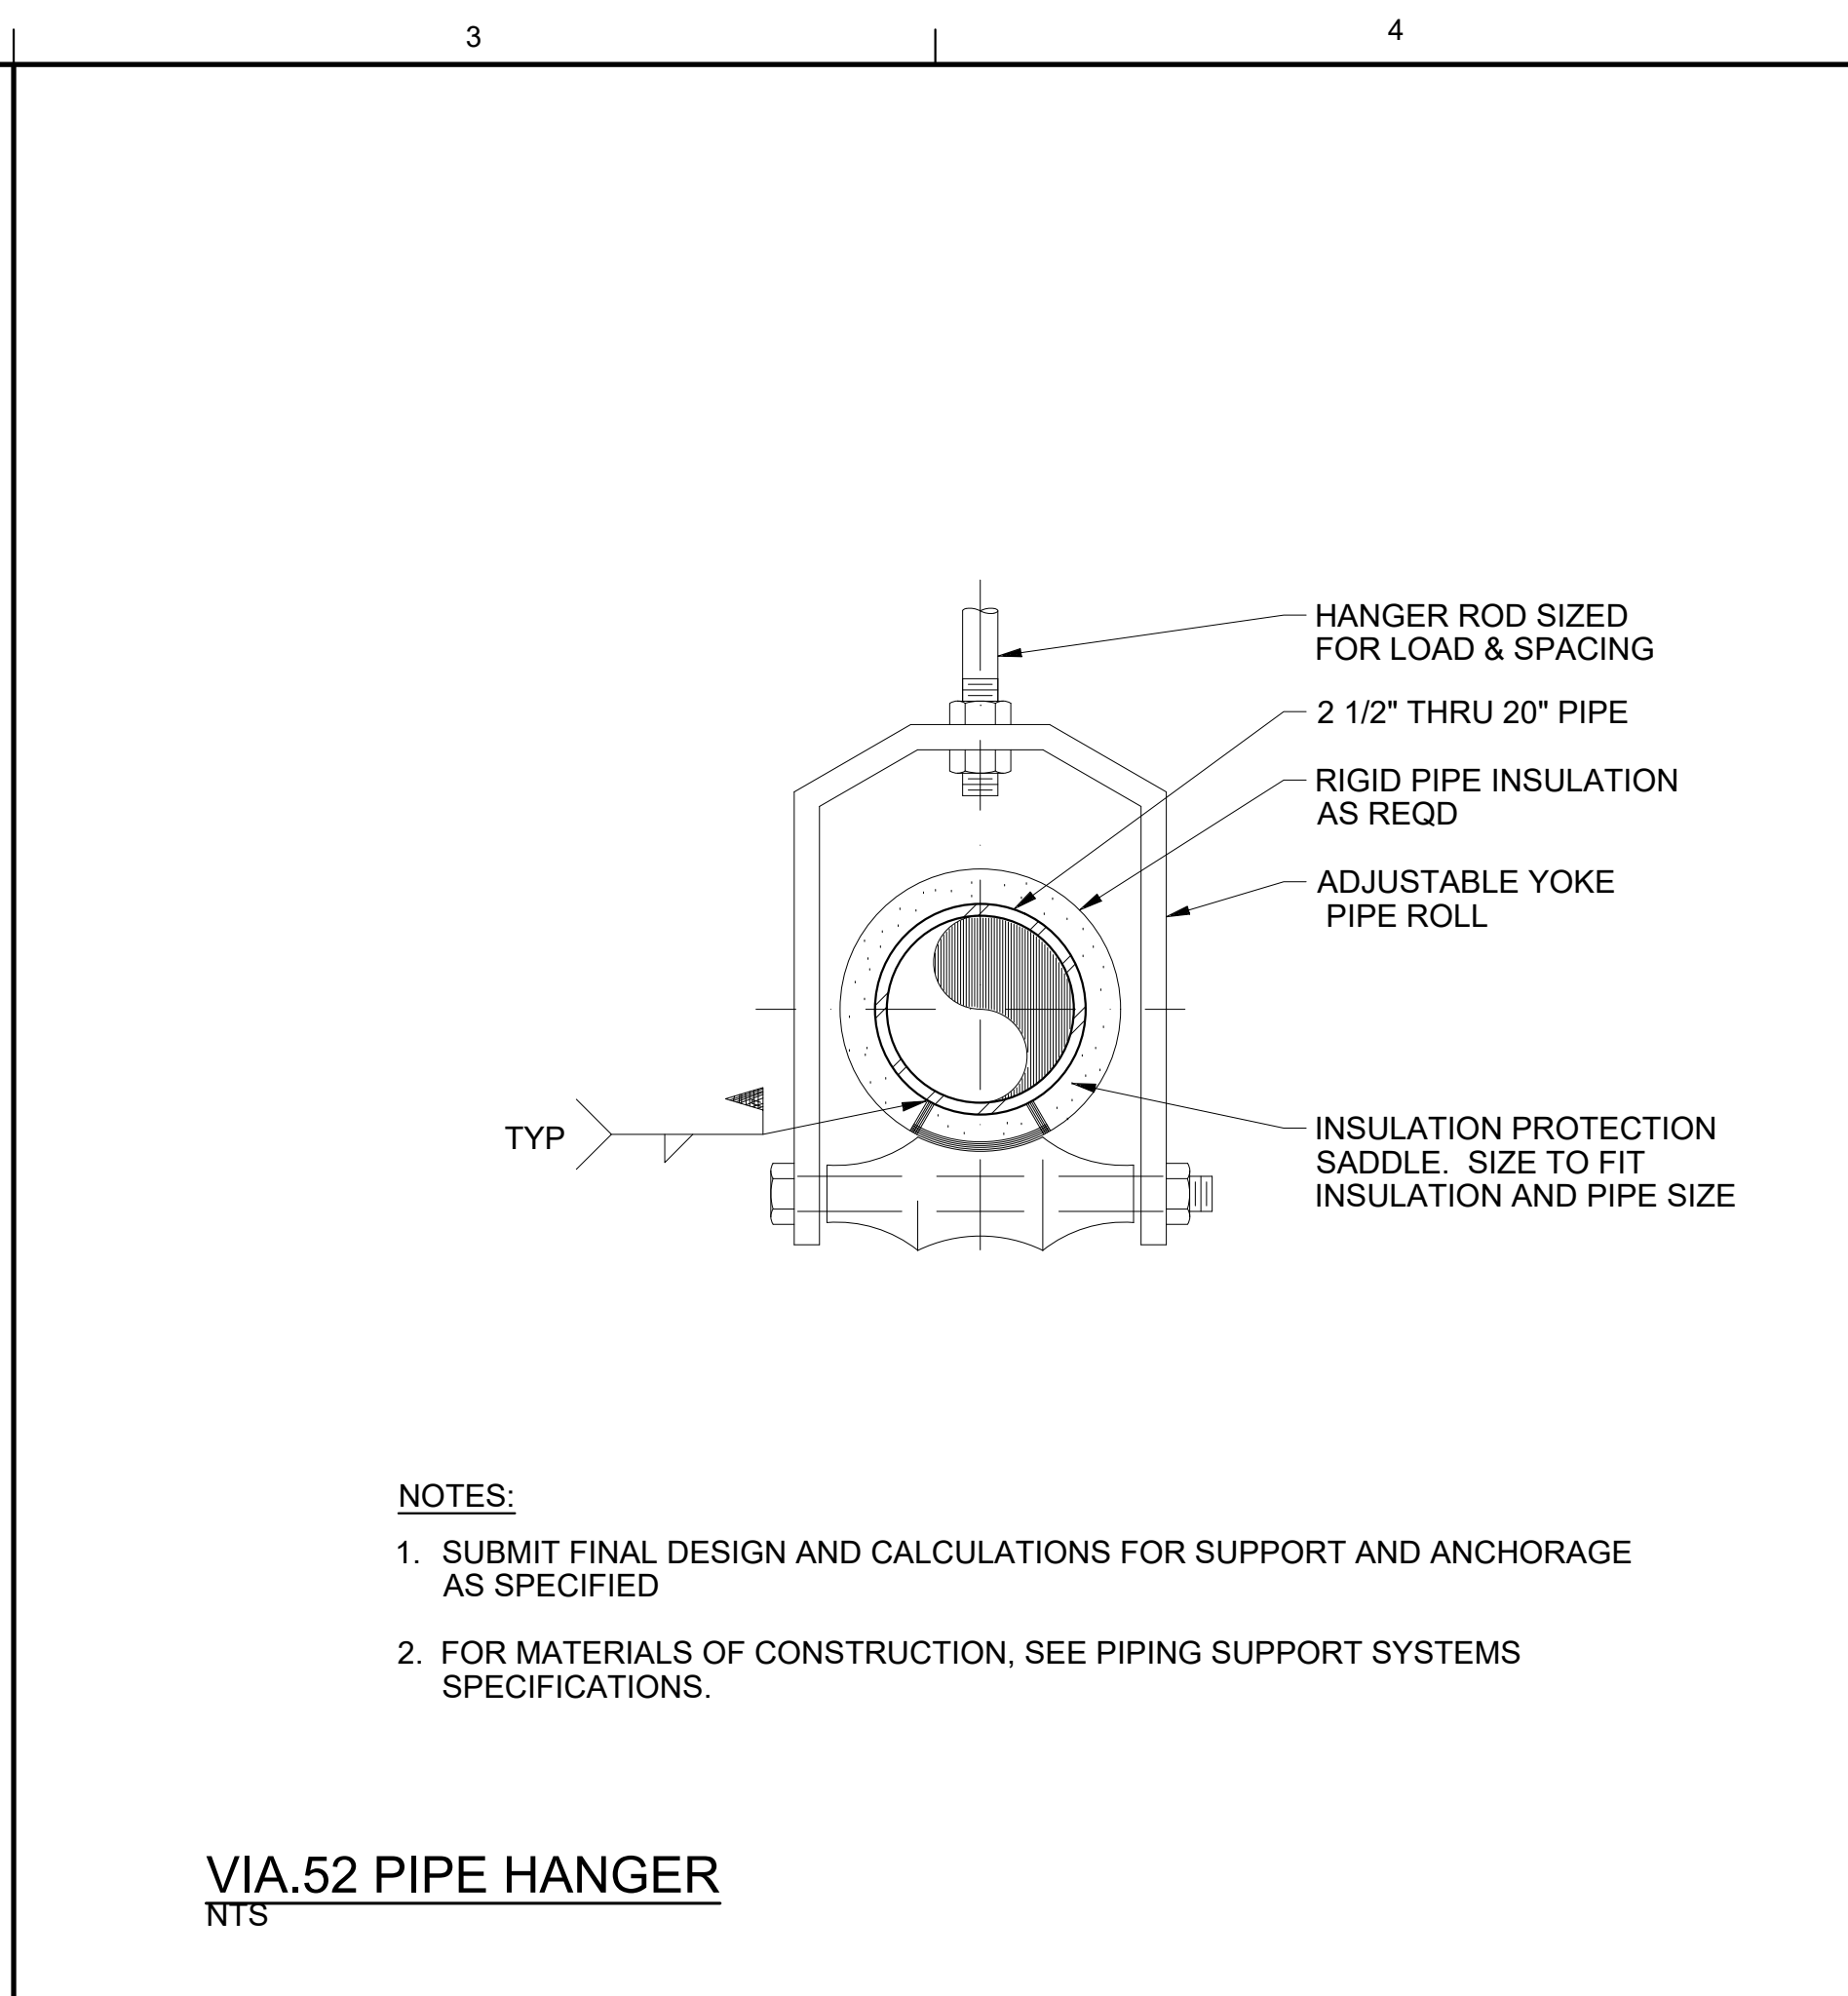 3
4
HANGER ROD SIZED
FOR LOAD & SPACING
2 1/2" THRU 20" PIPE
RIGID PIPE INSULATION
AS REQD
ADJUSTABLE YOKE
PIPE ROLL
TYP
INSULATION PROTECTION
SADDLE.  SIZE TO FIT
INSULATION AND PIPE SIZE
NOTES:
1.  SUBMIT FINAL DESIGN AND CALCULATIONS FOR SUPPORT AND ANCHORAGE
AS SPECIFIED
2.  FOR MATERIALS OF CONSTRUCTION, SEE PIPING SUPPORT SYSTEMS
SPECIFICATIONS.
VIA.52 PIPE HANGER
NTS